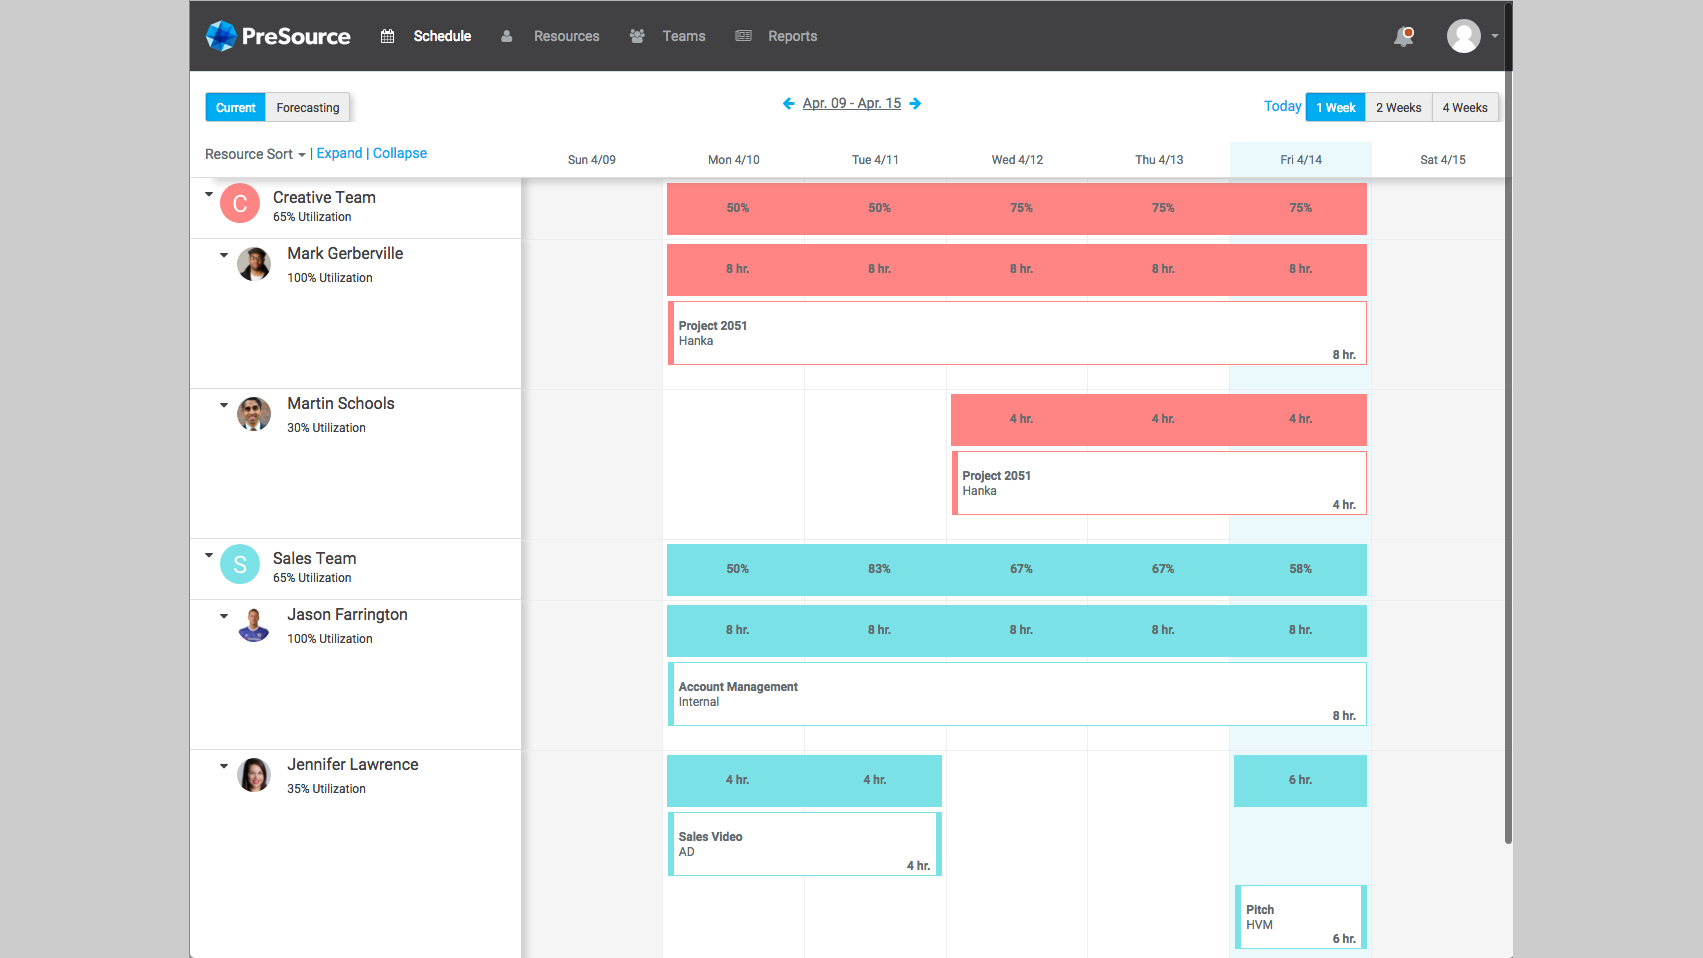 PreSource Schedule Resources Teams Reports
Current Forecasting Apr. 09 - Apr. 15 Today 1 Week 2 Weeks 4 Weeks
Resource Sort | Expand | Collapse Sun 4/09 Mon 4/10 Tue 4/11 Wed 4/12 Thu 4/13 Fri 4/14 Sat 4/15
C Creative Team 50% 50% 75% 75% 75%
65% Utilization
Mark Gerberville 8 hr. 8 hr. 8 hr. 8 hr. 8 hr.
100% Utilization
Project 2051
Hanka
8 hr.
Martin Schools 4 hr. 4 hr. 4 hr.
30% Utilization
Project 2051
Hanka
4 hr.
S Sales Team 50% 83% 67% 67% 58%
65% Utilization
Jason Farrington 8 hr. 8 hr. 8 hr. 8 hr. 8 hr.
100% Utilization
Account Management
Internal
8 hr.
Jennifer Lawrence 4 hr. 4 hr. 6 hr.
35% Utilization
Sales Video
AD
4 hr.
Pitch
HVM
6 hr.